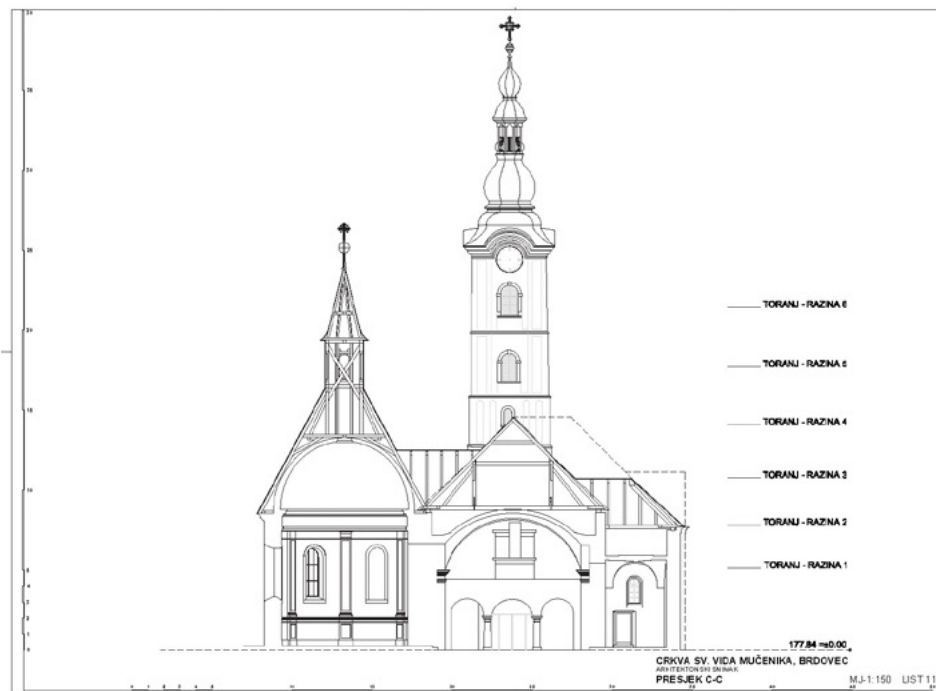 TORANJ - RAZINA 6
TORANJ - RAZINA 5
TORANJ - RAZINA 4
TORANJ - RAZINA 3
TORANJ - RAZINA 2
TORANJ - RAZINA 1
177.84 =±0.00
CRKVA SV. VIDA MUČENIKA, BRDOVEC
ARHITEKTONSKI SNIMAK
PRESJEK C-C
MJ-1:150 LIST 11